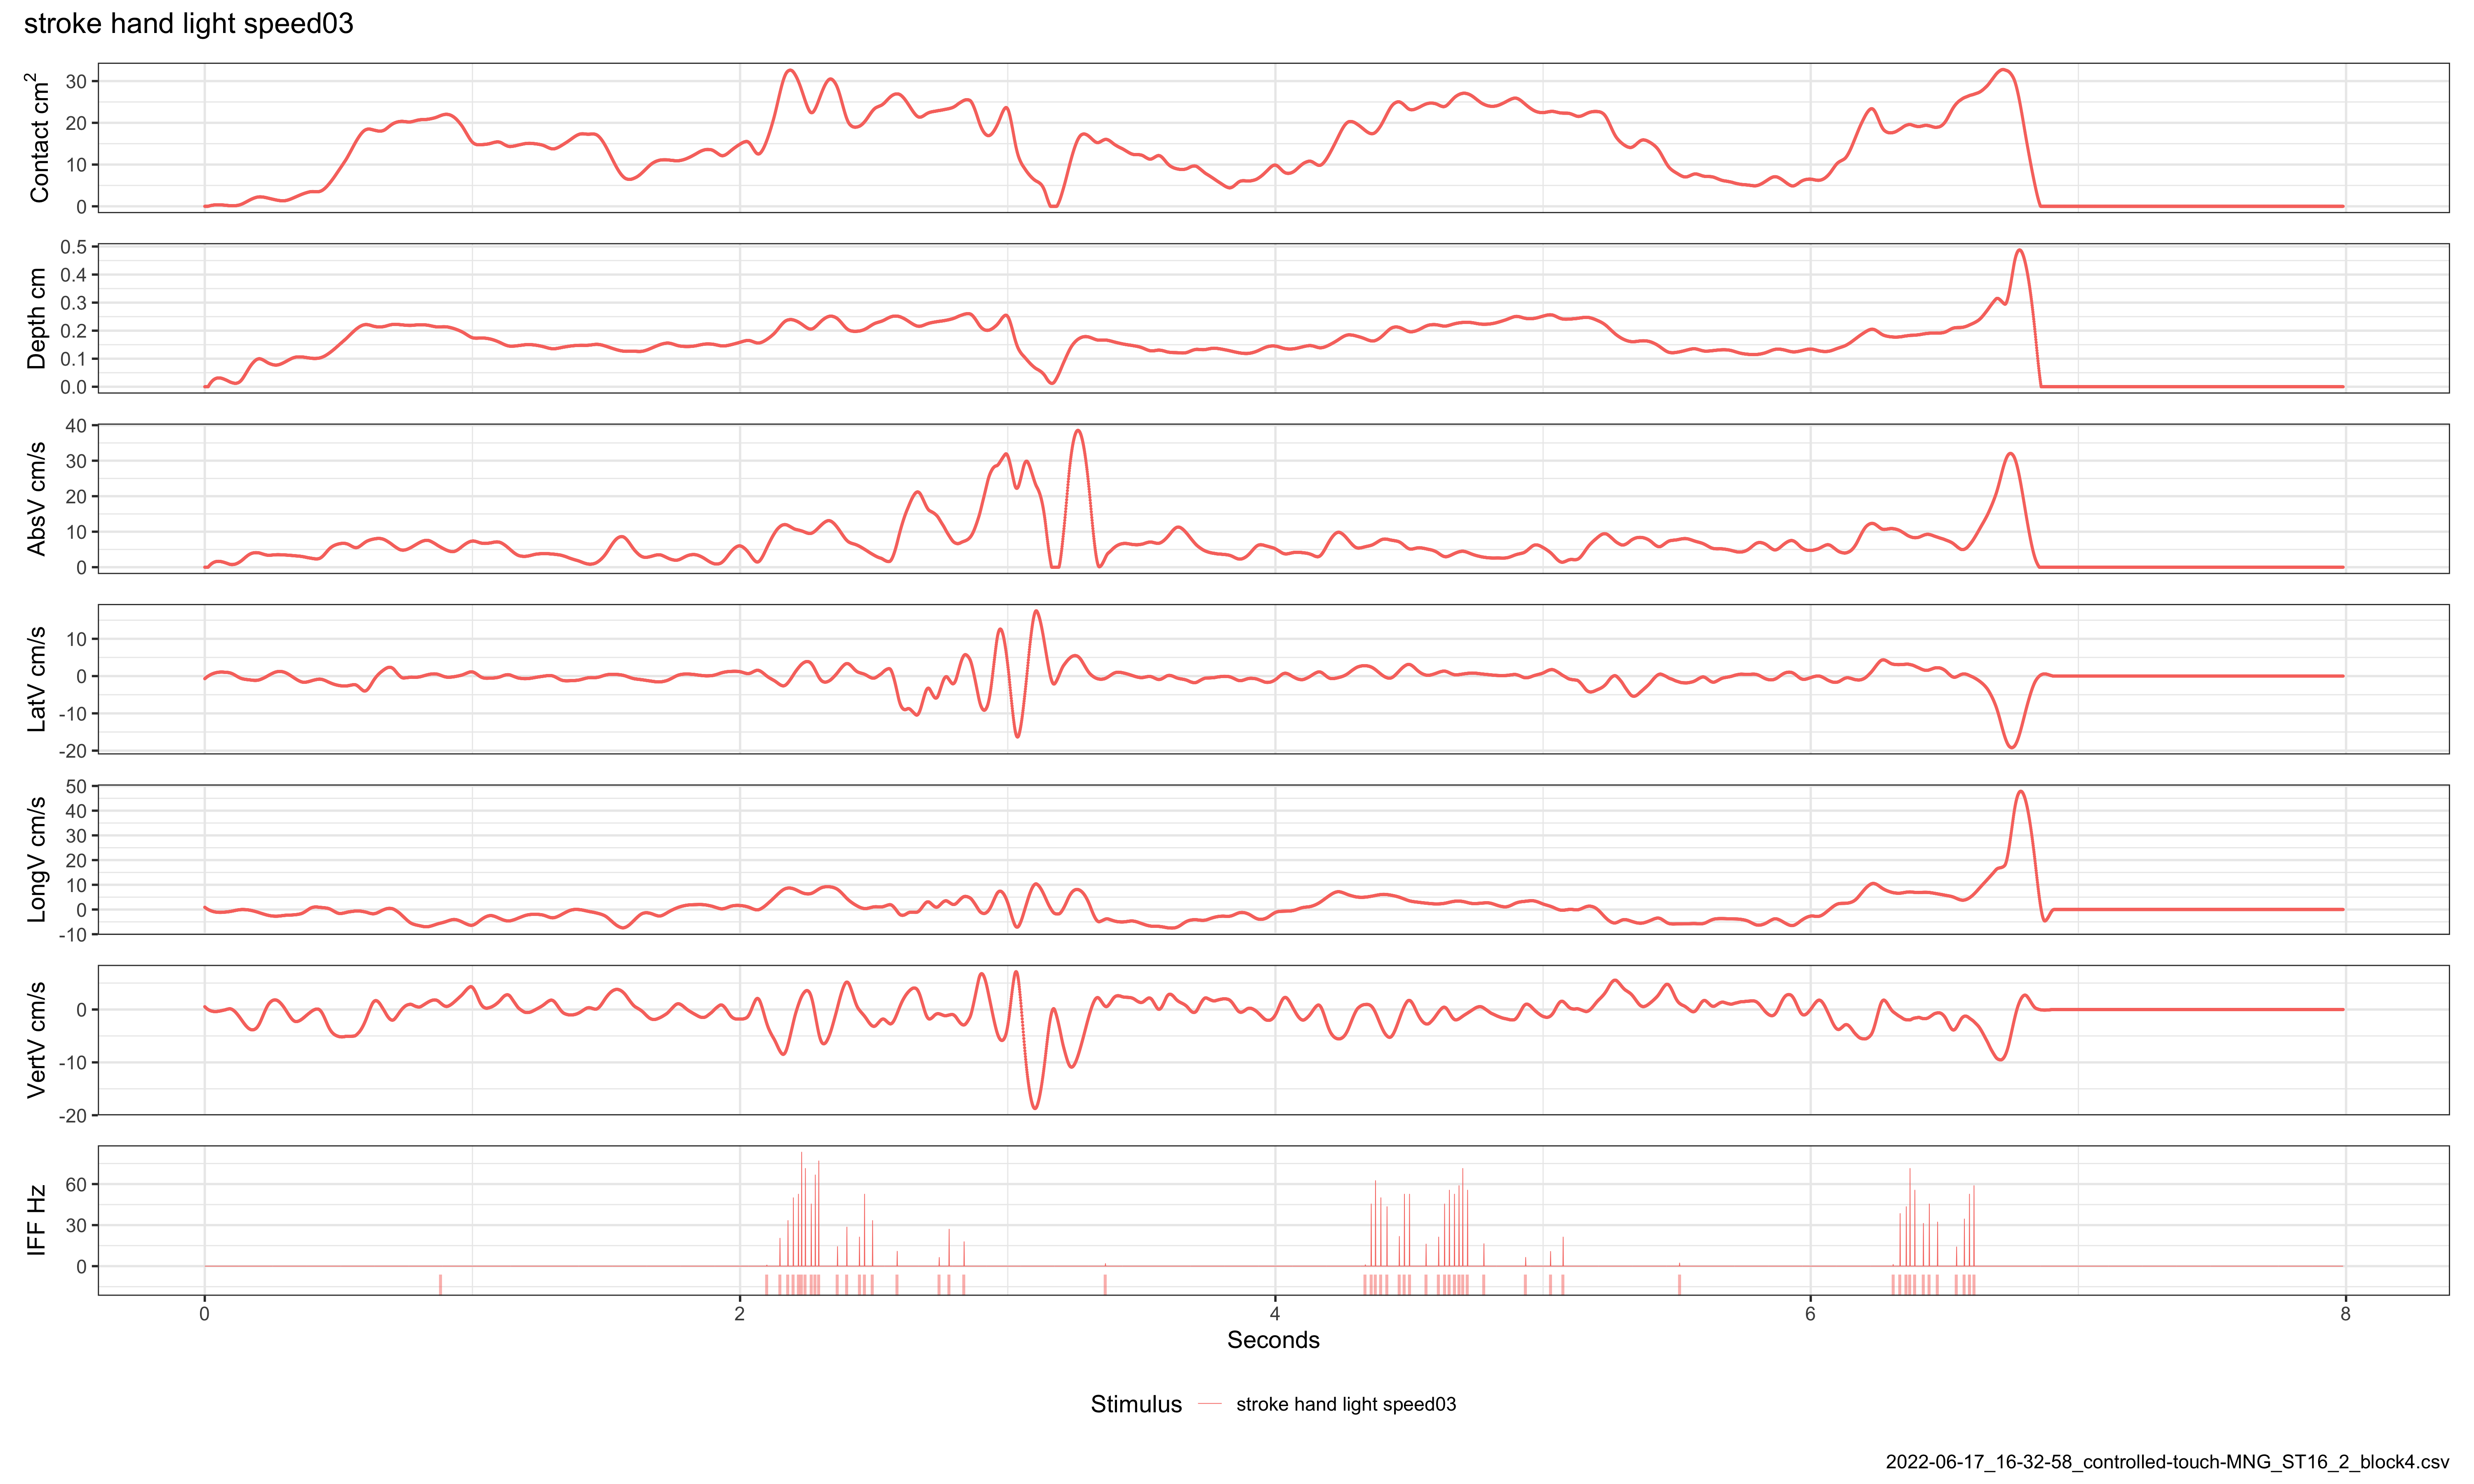 stroke hand light speed03
Contact cm²
30
20
10
0
Depth cm
0.5
0.4
0.3
0.2
0.1
0.0
AbsV cm/s
40
30
20
10
0
LatV cm/s
10
0
-10
-20
LongV cm/s
50
40
30
20
10
0
-10
VertV cm/s
0
-10
-20
IFF Hz
60
30
0
0 2 4 6 8
Seconds
Stimulus stroke hand light speed03
2022-06-17_16-32-58_controlled-touch-MNG_ST16_2_block4.csv